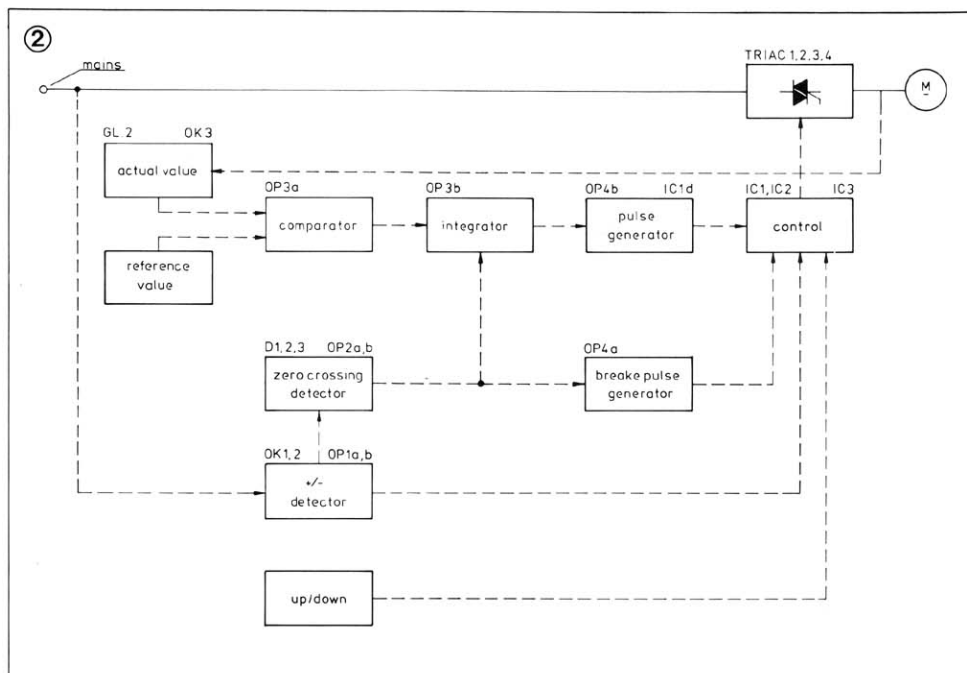 2
mains
TRIAC 1,2,3,4
M
GL.2 OK3
actual value
OP3a OP3b OP4b IC1d IC1,IC2 IC3
comparator integrator pulse
generator control
reference
value
D1,2,3 OP2a,b OP4a
zero crossing
detector breake pulse
generator
OK1,2 OP1a,b
+/-
detector
up/down